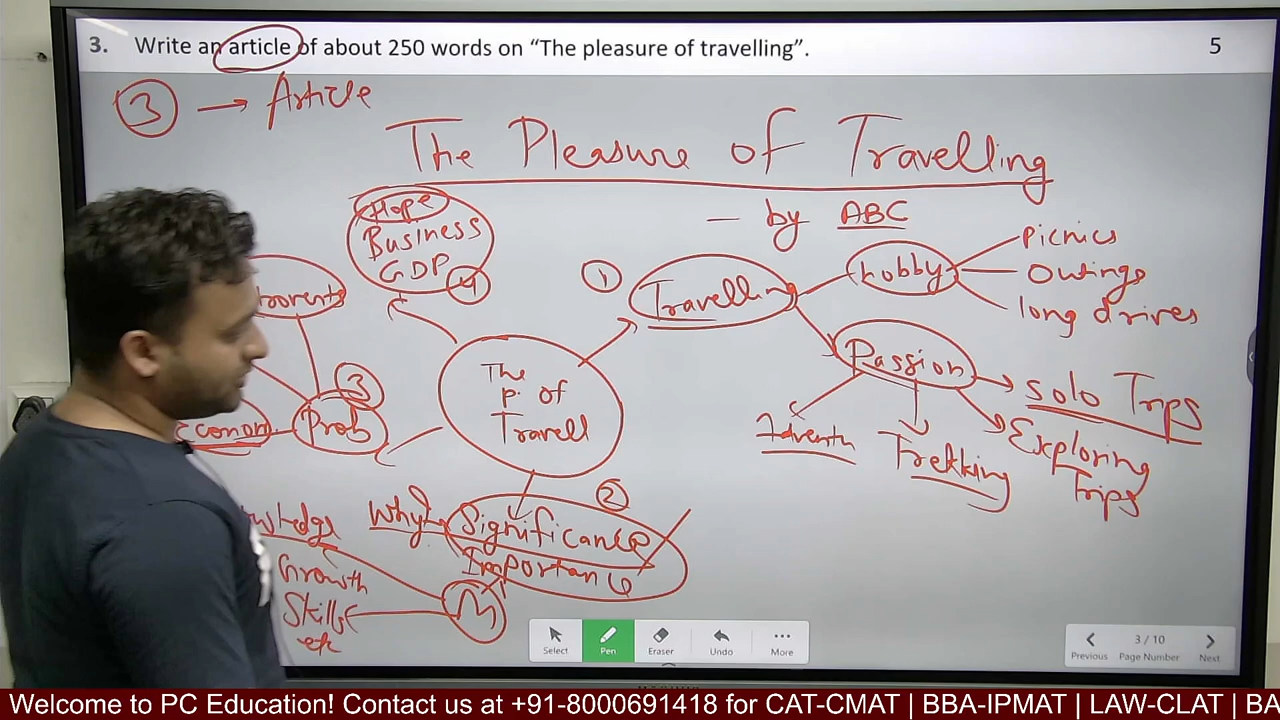 3. Write an article of about 250 words on “The pleasure of travelling”. 5
3 → Article
The Pleasure of Travelling
— by ABC
Hope
Business
GDP
4
1
Travelling
hobby
Picnics
Outings
long drives
Passion
Solo Trips
Exploring
Trips
Trekking
The
p. of
Travell
3
Prob
Econom
2
Why
Significance
Importance
Growth
Skills
etc
Select
Pen
Eraser
Undo
More
Previous
3 / 10
Page Number
Next
Welcome to PC Education! Contact us at +91-8000691418 for CAT-CMAT | BBA-IPMAT | LAW-CLAT | BA